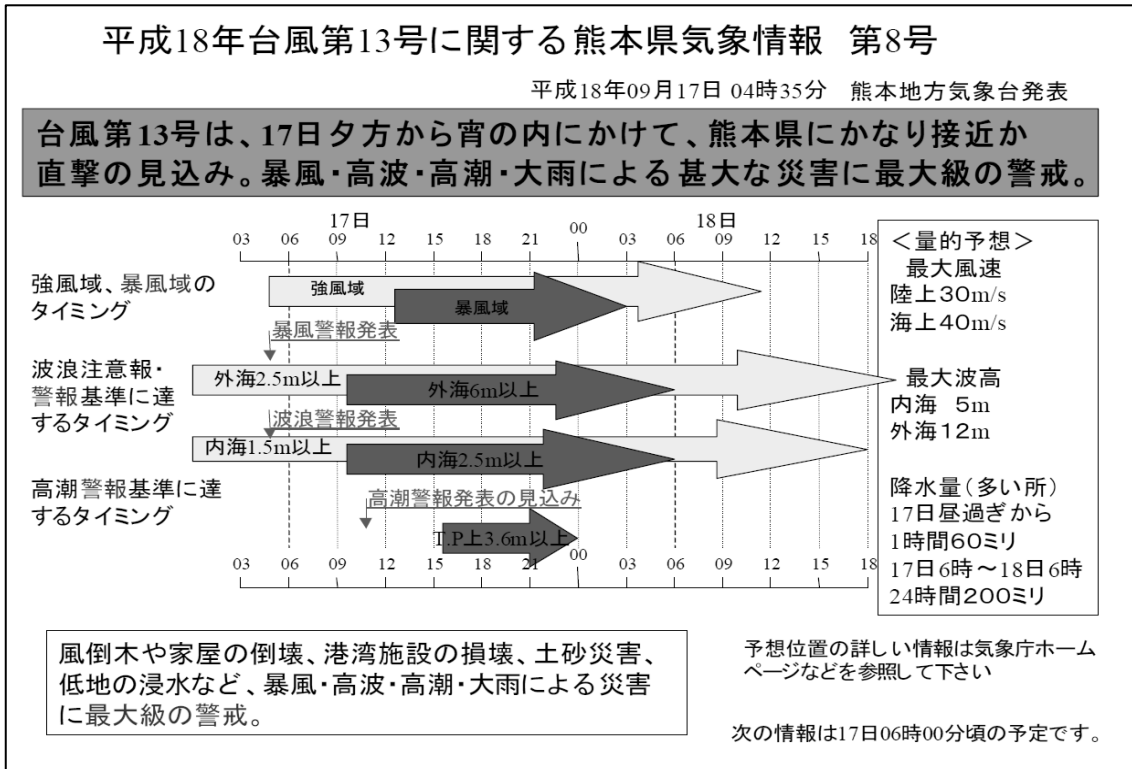 平成18年台風第13号に関する熊本県気象情報　第8号
平成18年09月17日 04時35分　熊本地方気象台発表
台風第13号は、17日夕方から宵の内にかけて、熊本県にかなり接近か
直撃の見込み。暴風・高波・高潮・大雨による甚大な災害に最大級の警戒。
17日 18日
03 06 09 12 15 18 21 00 03 06 09 12 15 18
強風域、暴風域の
タイミング
強風域
暴風域
暴風警報発表
波浪注意報・
警報基準に達
するタイミング
外海2.5m以上
外海6m以上
波浪警報発表
内海1.5m以上
内海2.5m以上
高潮警報基準に達
するタイミング
高潮警報発表の見込み
T.P上3.6m以上
03 06 09 12 15 18 21 00 03 06 09 12 15 18
＜量的予想＞
最大風速
陸上30m/s
海上40m/s
最大波高
内海　5m
外海12m
降水量（多い所）
17日昼過ぎから
1時間60ミリ
17日6時～18日6時
24時間200ミリ
風倒木や家屋の倒壊、港湾施設の損壊、土砂災害、
低地の浸水など、暴風・高波・高潮・大雨による災害
に最大級の警戒。
予想位置の詳しい情報は気象庁ホーム
ページなどを参照して下さい
次の情報は17日06時00分頃の予定です。